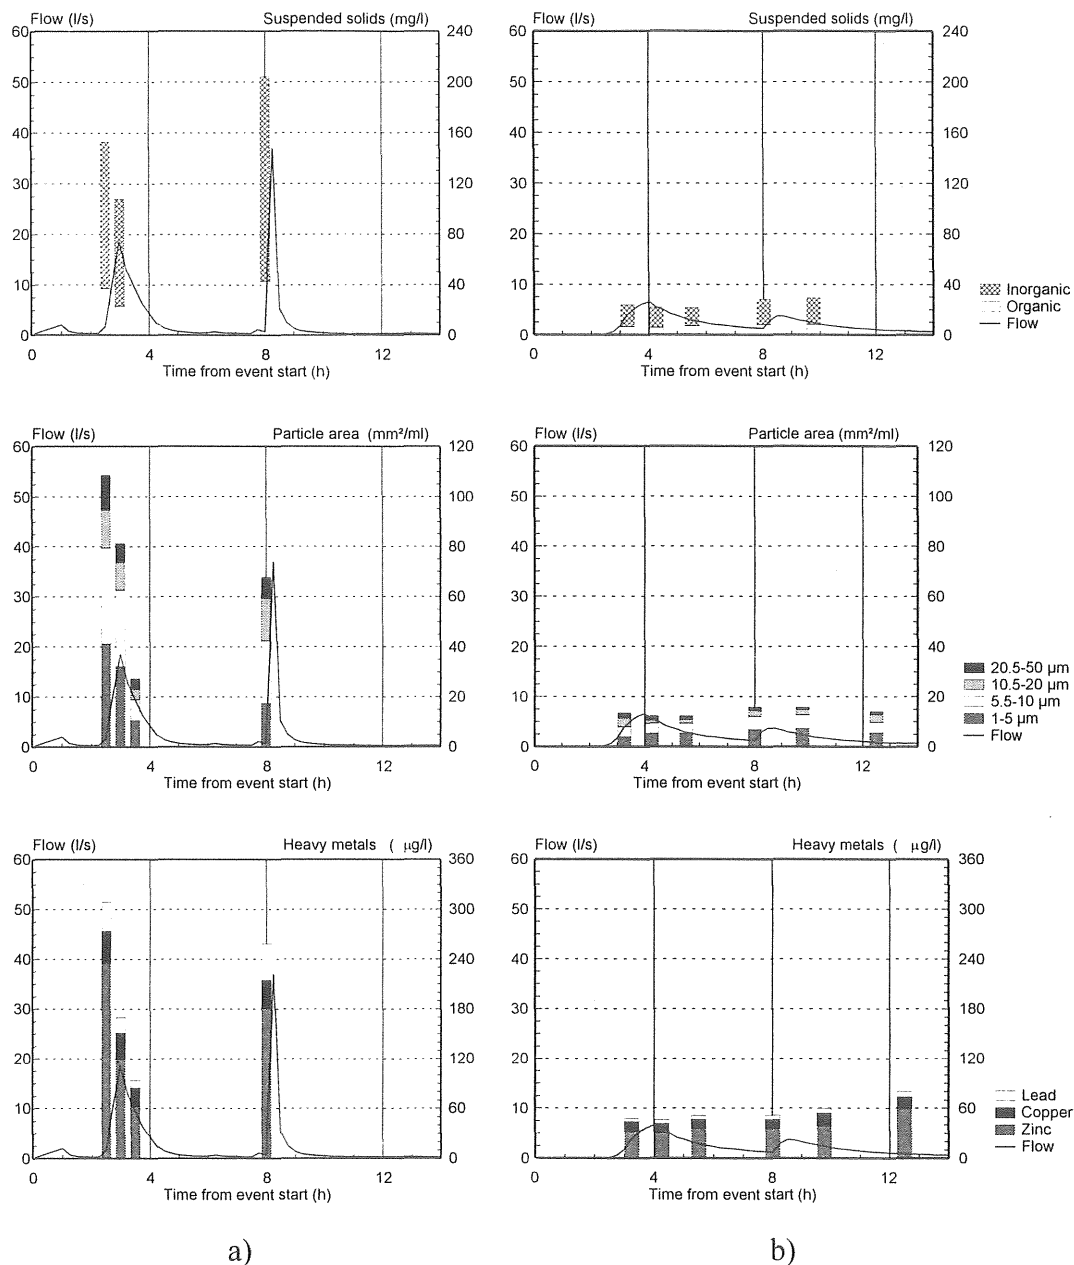 Flow (l/s) Suspended solids (mg/l)
60 240
50 200
40 160
30 120
20 80
10 40
0 0
0 4 8 12
Time from event start (h)
Flow (l/s) Suspended solids (mg/l)
60 240
50 200
40 160
30 120
20 80
10 40
0 0
0 4 8 12
Time from event start (h)
Inorganic
Organic
Flow
Flow (l/s) Particle area (mm²/ml)
60 120
50 100
40 80
30 60
20 40
10 20
0 0
0 4 8 12
Time from event start (h)
Flow (l/s) Particle area (mm²/ml)
60 120
50 100
40 80
30 60
20 40
10 20
0 0
0 4 8 12
Time from event start (h)
20.5-50 µm
10.5-20 µm
5.5-10 µm
1-5 µm
Flow
Flow (l/s) Heavy metals ( µg/l)
60 360
50 300
40 240
30 180
20 120
10 60
0 0
0 4 8 12
Time from event start (h)
Flow (l/s) Heavy metals ( µg/l)
60 360
50 300
40 240
30 180
20 120
10 60
0 0
0 4 8 12
Time from event start (h)
Lead
Copper
Zinc
Flow
a) b)